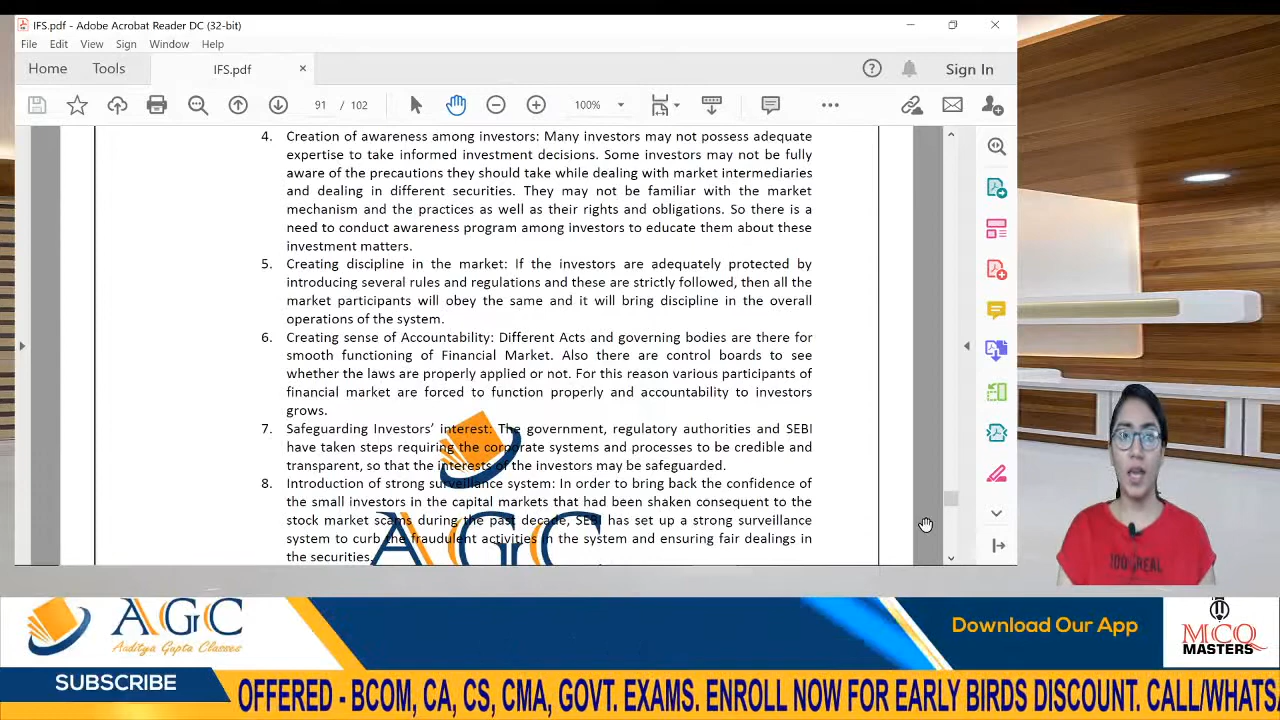 IFS.pdf - Adobe Acrobat Reader DC (32-bit)
File Edit View Sign Window Help
Home Tools IFS.pdf × Sign In
91 / 102 100%
4. Creation of awareness among investors: Many investors may not possess adequate
expertise to take informed investment decisions. Some investors may not be fully
aware of the precautions they should take while dealing with market intermediaries
and dealing in different securities. They may not be familiar with the market
mechanism and the practices as well as their rights and obligations. So there is a
need to conduct awareness program among investors to educate them about these
investment matters.
5. Creating discipline in the market: If the investors are adequately protected by
introducing several rules and regulations and these are strictly followed, then all the
market participants will obey the same and it will bring discipline in the overall
operations of the system.
6. Creating sense of Accountability: Different Acts and governing bodies are there for
smooth functioning of Financial Market. Also there are control boards to see
whether the laws are properly applied or not. For this reason various participants of
financial market are forced to function properly and accountability to investors
grows.
7. Safeguarding Investors' interest: The government, regulatory authorities and SEBI
have taken steps requiring the corporate systems and processes to be credible and
transparent, so that the interests of the investors may be safeguarded.
8. Introduction of strong surveillance system: In order to bring back the confidence of
the small investors in the capital markets that had been shaken consequent to the
stock market scams during the past decade, SEBI has set up a strong surveillance
system to curb the fraudulent activities in the system and ensuring fair dealings in
the securities.
AGC
100% REAL
AGC
Aaditya Gupta Classes
Download Our App
MCQ
MASTERS
SUBSCRIBE
OFFERED - BCOM, CA, CS, CMA, GOVT. EXAMS. ENROLL NOW FOR EARLY BIRDS DISCOUNT. CALL/WHATS